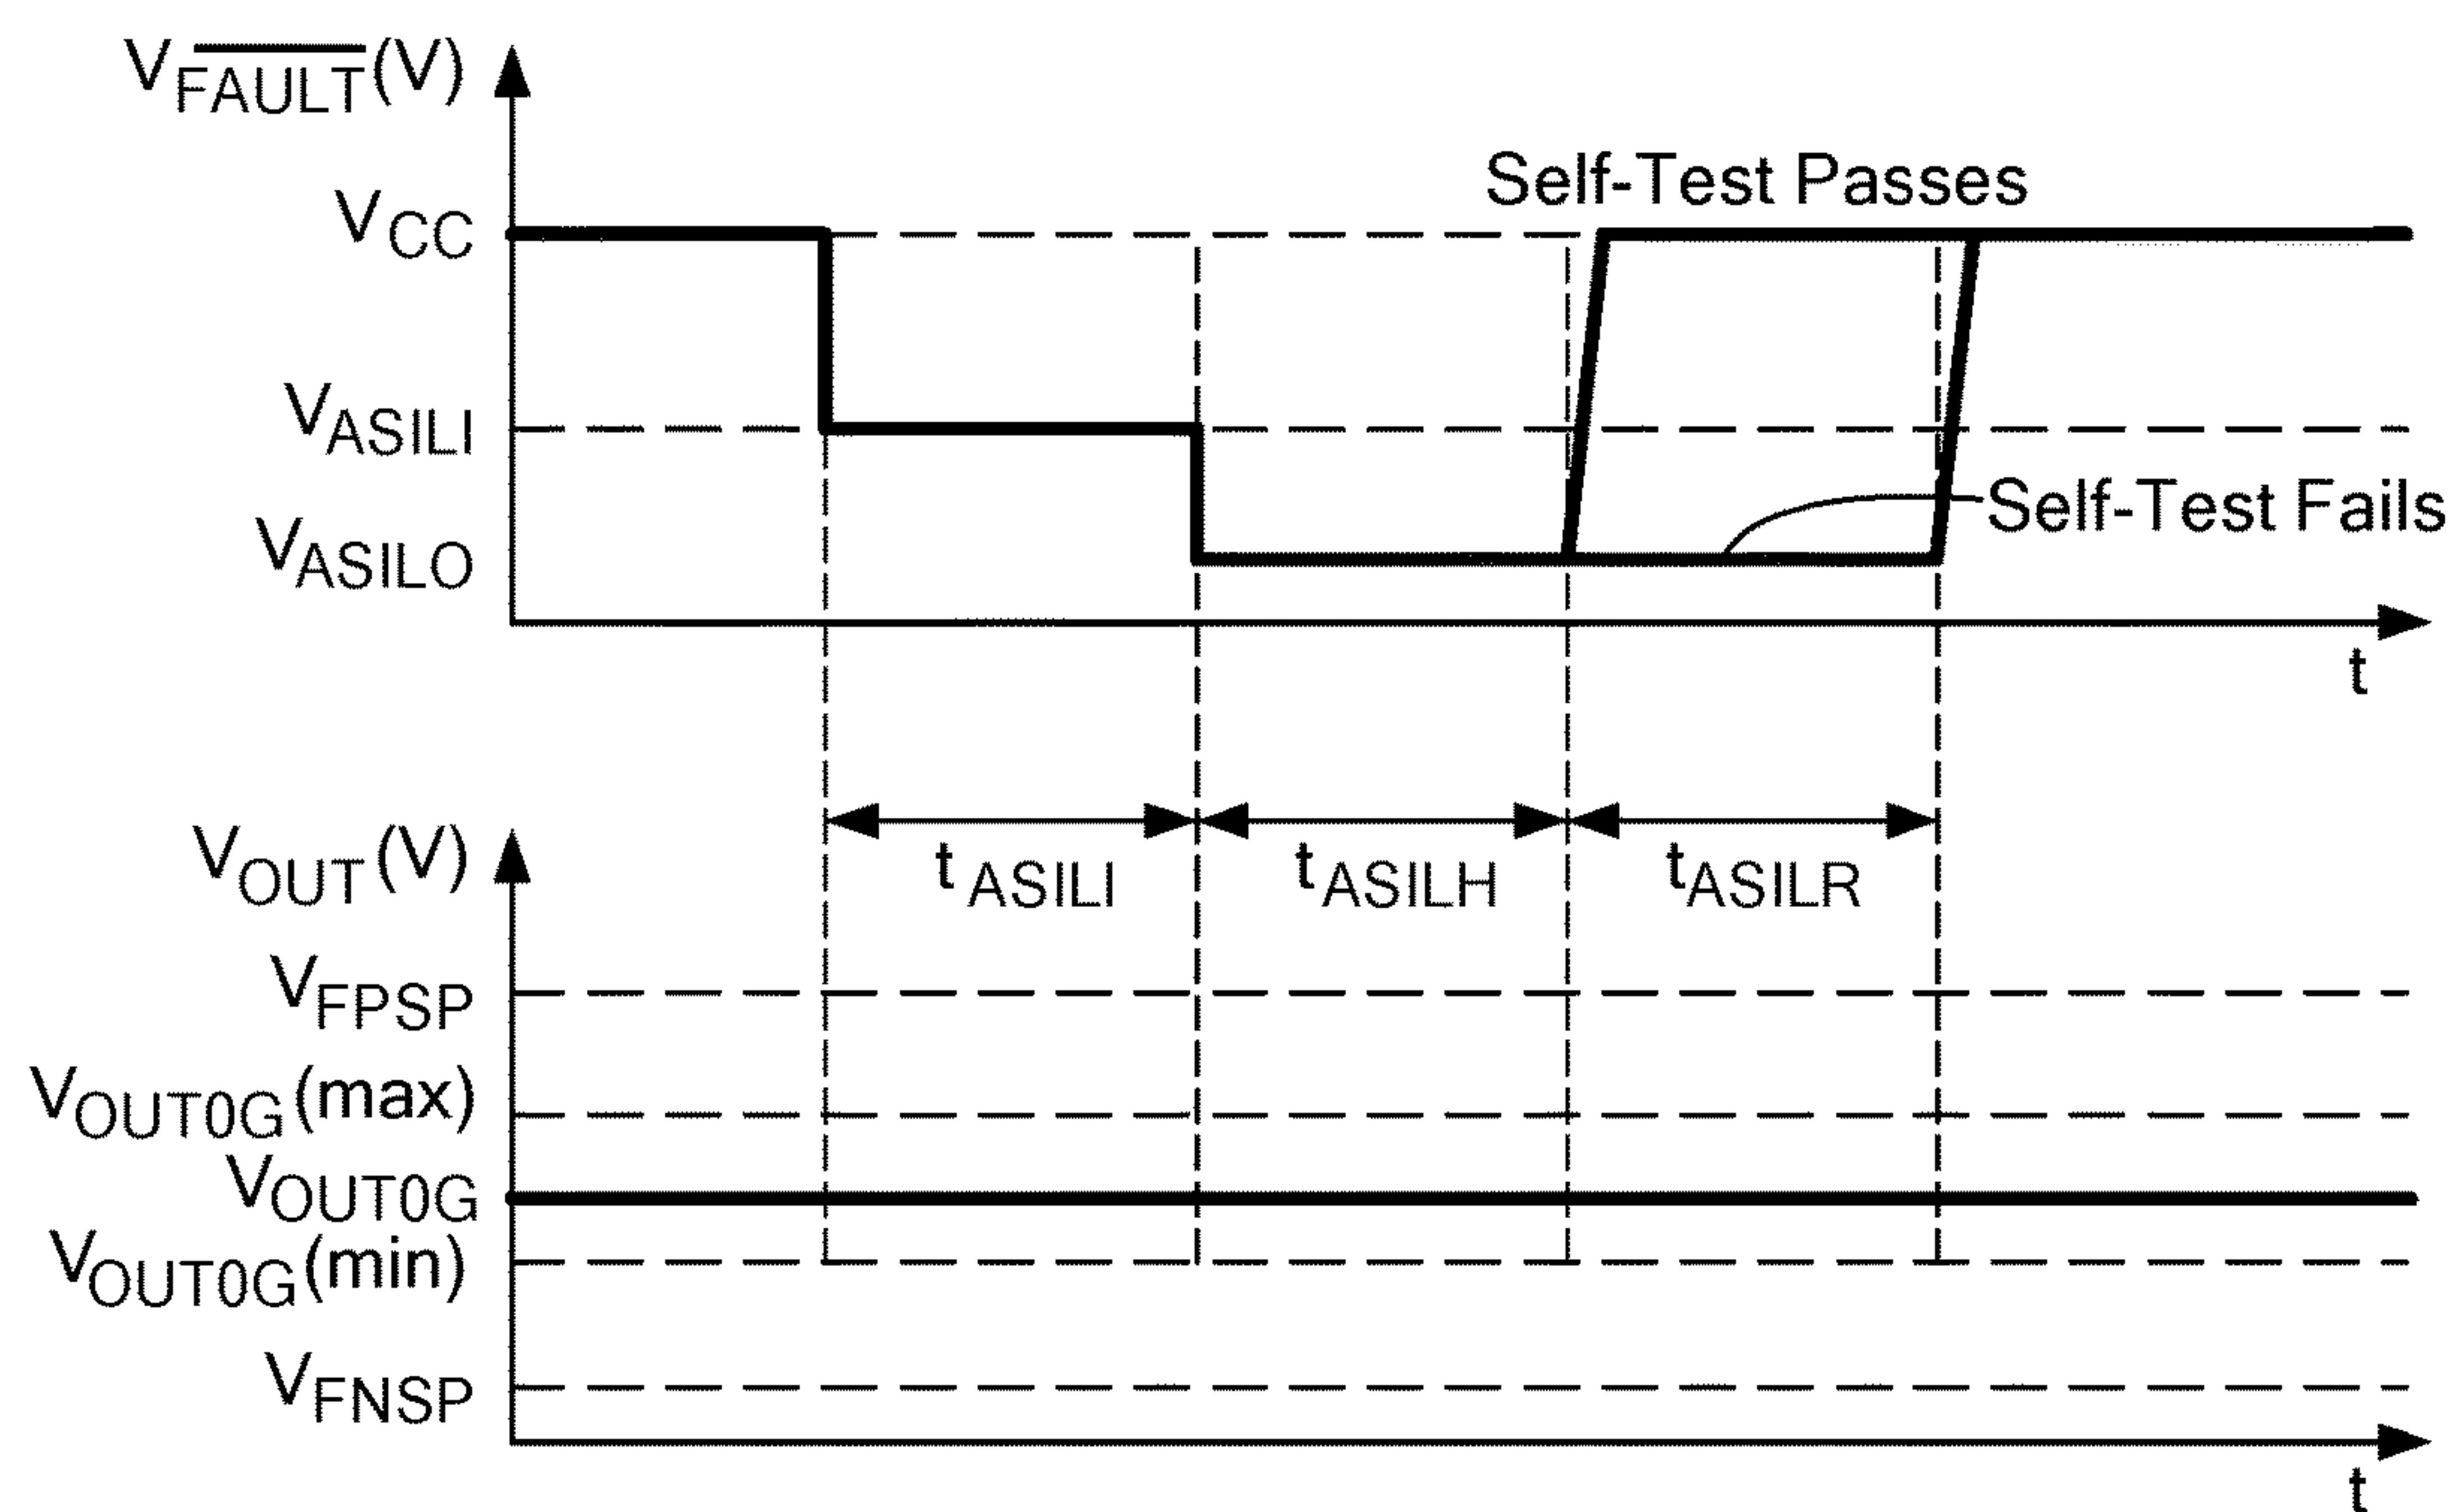 V FAULT (V)
Self-Test Passes
VCC
VASILI
Self-Test Fails
VASILO
t
tASILI tASILH tASILR
VOUT (V)
VFPSP
VOUT0G (max)
VOUT0G
VOUT0G (min)
VFNSP
t